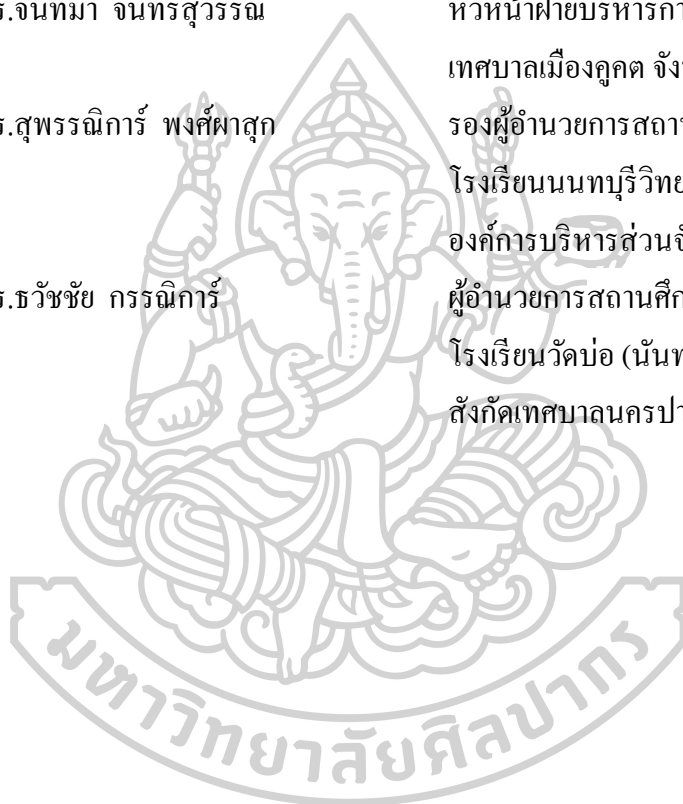 ร.จันทิมา จันทรสุวรรณ หัวหน้าฝ่ายบริหารกา
เทศบาลเมืองคูคต จัง
ร.สุพรรณิการ์ พงศ์ผาสุก รองผู้อำนวยการสถาน
โรงเรียนนนทบุรีวิทย
องค์การบริหารส่วนจั
ร.ธวัชชัย กรรณิการ์ ผู้อำนวยการสถานศึก
โรงเรียนวัดบ่อ (นันท
สังกัดเทศบาลนครปา
มหาวิทยาลัยศิลปากร